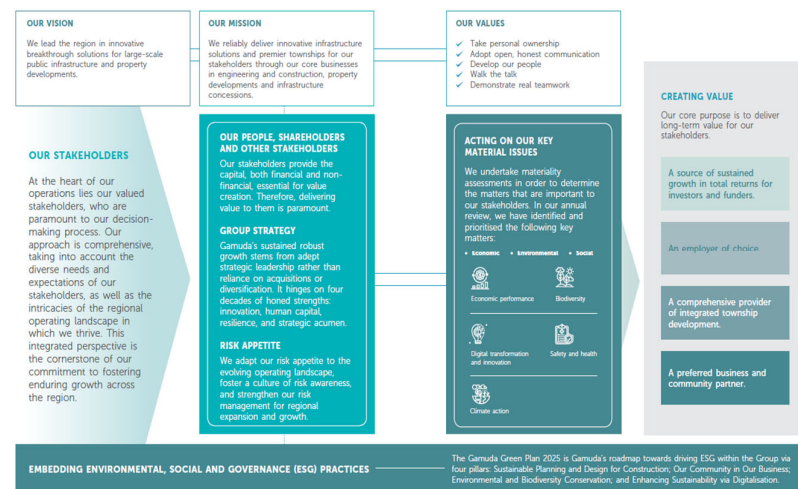 OUR VISION
We lead the region in innovative
breakthrough solutions for large-scale
public infrastructure and property
developments.
OUR MISSION
We reliably deliver innovative infrastructure
solutions and premier townships for our
stakeholders through our core businesses
in engineering and construction, property
developments and infrastructure
concessions.
OUR VALUES
✓ Take personal ownership
✓ Adopt open, honest communication
✓ Develop our people
✓ Walk the talk
✓ Demonstrate real teamwork
OUR STAKEHOLDERS
At the heart of our
operations lies our valued
stakeholders, who are
paramount to our decision-
making process. Our
approach is comprehensive,
taking into account the
diverse needs and
expectations of our
stakeholders, as well as the
intricacies of the regional
operating landscape in
which we thrive. This
integrated perspective is
the cornerstone of our
commitment to fostering
enduring growth across
the region.
OUR PEOPLE, SHAREHOLDERS
AND OTHER STAKEHOLDERS
Our stakeholders provide the
capital, both financial and non-
financial, essential for value
creation. Therefore, delivering
value to them is paramount.
GROUP STRATEGY
Gamuda's sustained robust
growth stems from adept
strategic leadership rather than
reliance on acquisitions or
diversification. It hinges on four
decades of honed strengths:
innovation, human capital,
resilience, and strategic acumen.
RISK APPETITE
We adapt our risk appetite to the
evolving operating landscape,
foster a culture of risk awareness,
and strengthen our risk
management for regional
expansion and growth.
ACTING ON OUR KEY
MATERIAL ISSUES
We undertake materiality
assessments in order to determine
the matters that are important to
our stakeholders. In our annual
review, we have identified and
prioritised the following key
matters:
• Economic • Environmental • Social
Economic performance
Biodiversity
Digital transformation
and innovation
Safety and health
Climate action
CREATING VALUE
Our core purpose is to deliver
long-term value for our
stakeholders.
A source of sustained
growth in total returns for
investors and funders.
An employer of choice.
A comprehensive provider
of integrated township
development.
A preferred business and
community partner.
EMBEDDING ENVIRONMENTAL, SOCIAL AND GOVERNANCE (ESG) PRACTICES
The Gamuda Green Plan 2025 is Gamuda's roadmap towards driving ESG within the Group via
four pillars: Sustainable Planning and Design for Construction; Our Community in Our Business;
Environmental and Biodiversity Conservation; and Enhancing Sustainability via Digitalisation.